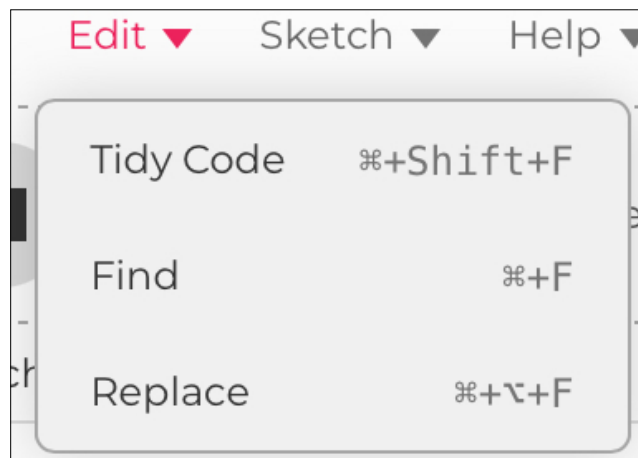 Edit ▼ Sketch ▼ Help ▼
Tidy Code ⌘+Shift+F
Find ⌘+F
Replace ⌘+⌥+F